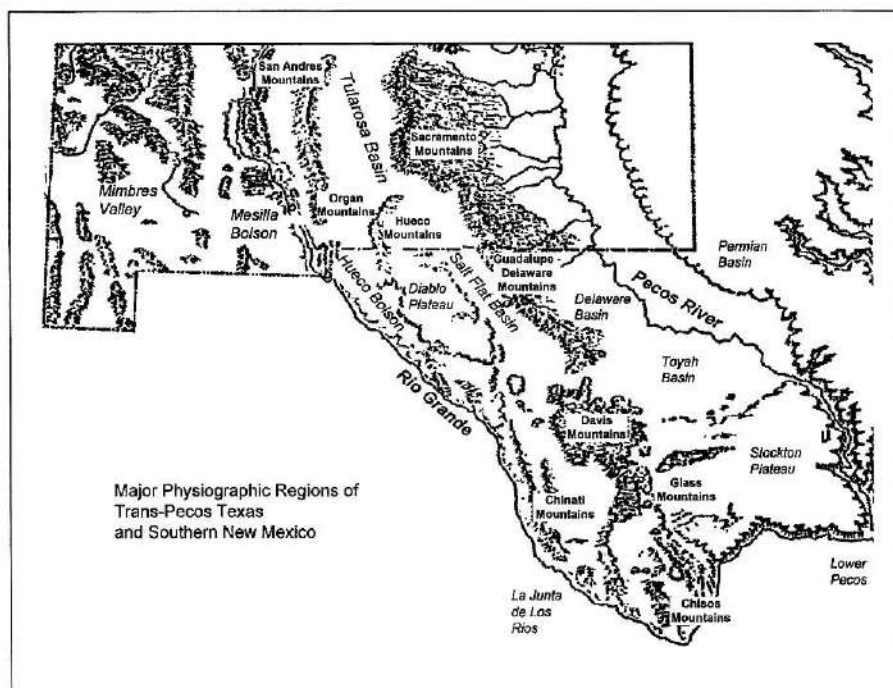 San Andres
Mountains
Tularosa Basin
Sacramento
Mountains
Mimbres
Valley
Mesilla
Bolson
Organ
Mountains
Hueco
Mountains
Permian
Basin
Guadalupe
Delaware
Mountains
Salt Flat Basin
Hueco Bolson
Diablo
Plateau
Delaware
Basin
Pecos River
Toyah
Basin
Rio Grande
Davis
Mountains
Stockton
Plateau
Glass
Mountains
Chinati
Mountains
Major Physiographic Regions of
Trans-Pecos Texas
and Southern New Mexico
Lower
Pecos
La Junta
de Los
Rios
Chisos
Mountains